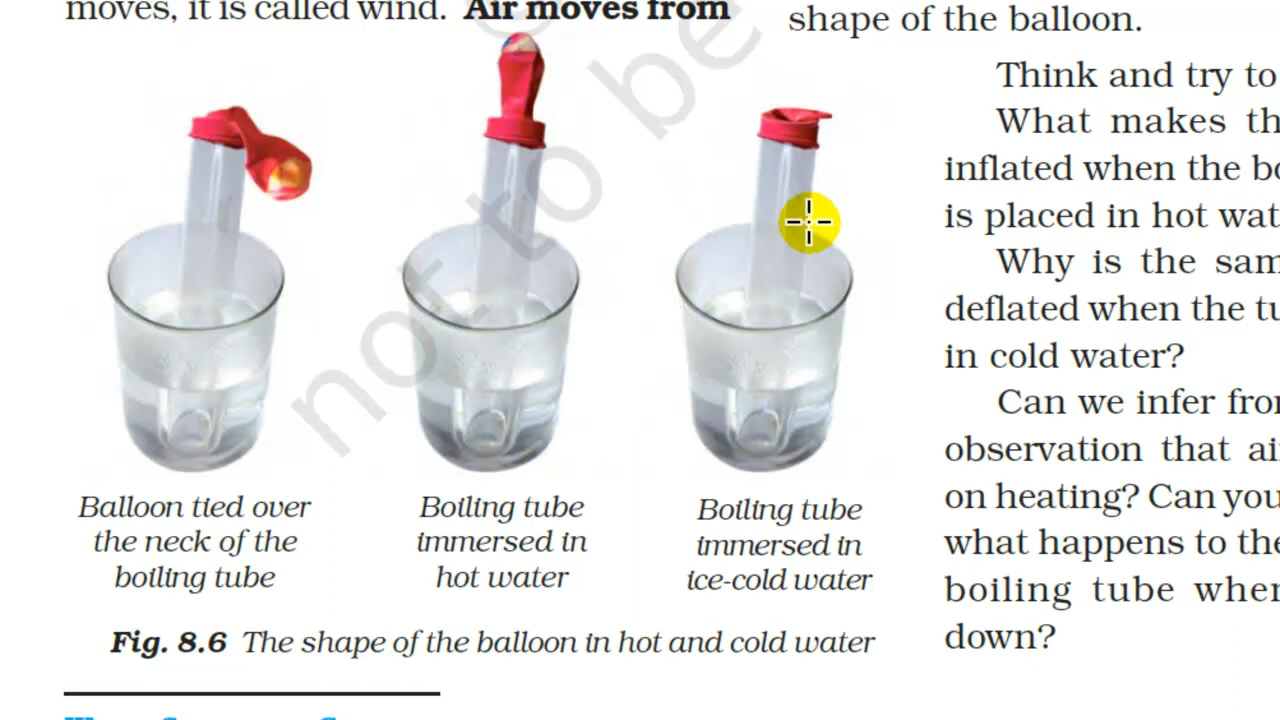 moves, it is called wind. Air moves from
Balloon tied over
the neck of the
boiling tube
Boiling tube
immersed in
hot water
Boiling tube
immersed in
ice-cold water
Fig. 8.6 The shape of the balloon in hot and cold water
shape of the balloon.
Think and try to
What makes th
inflated when the bo
is placed in hot wat
Why is the sam
deflated when the tu
in cold water?
Can we infer from
observation that ai
on heating? Can you
what happens to the
boiling tube when
down?
not to be